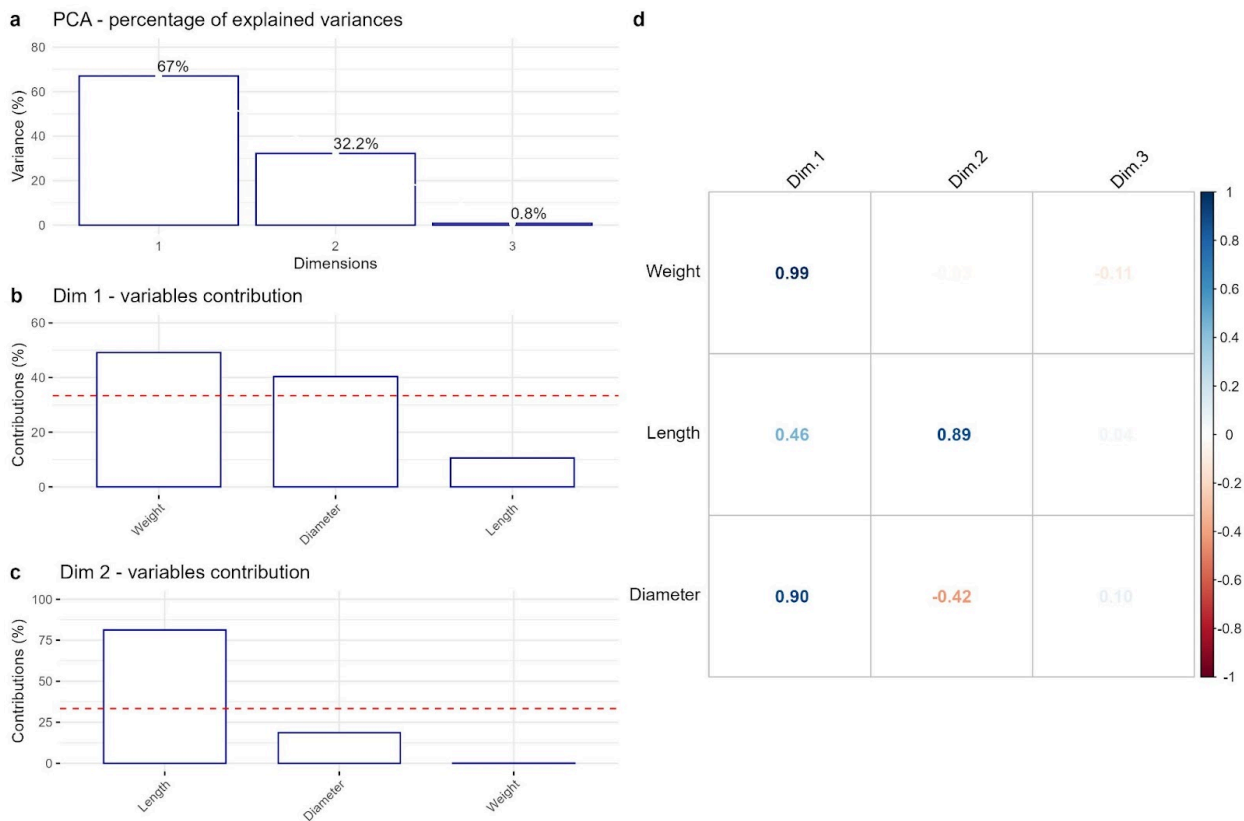 a PCA - percentage of explained variances
80
60
40
20
0
Variance (%)
67%
32.2%
0.8%
1 2 3
Dimensions
b Dim 1 - variables contribution
60
40
20
0
Contributions (%)
Weight Diameter Length
c Dim 2 - variables contribution
100
75
50
25
0
Contributions (%)
Length Diameter Weight
d
Dim.1 Dim.2 Dim.3
Weight 0.99 -0.11
Length 0.46 0.89 0.04
Diameter 0.90 -0.42 0.10
1
0.8
0.6
0.4
0.2
0
-0.2
-0.4
-0.6
-0.8
-1